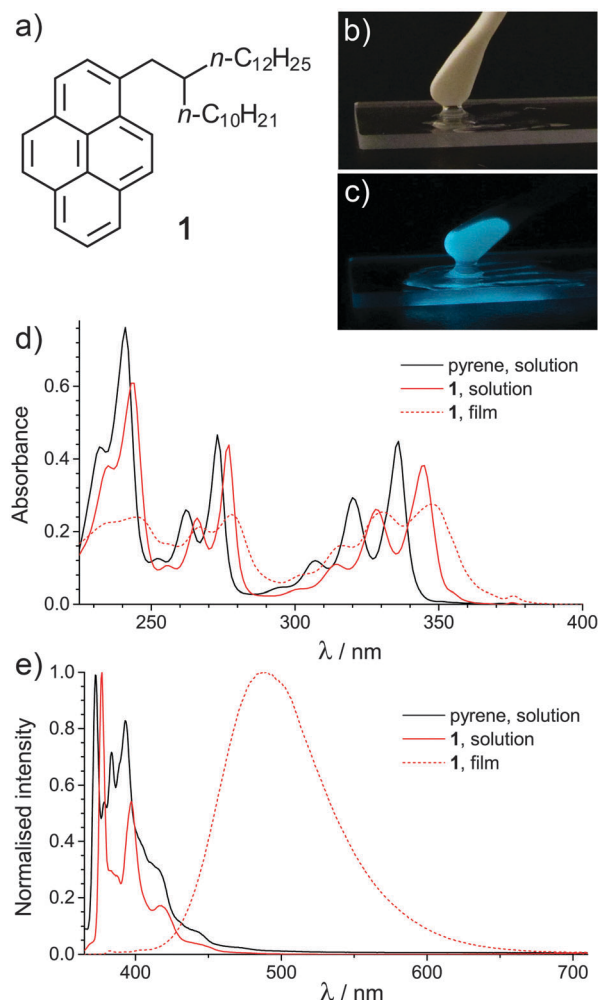 a)
n-C12H25
n-C10H21
1
b)
c)
d)
pyrene, solution
1, solution
1, film
Absorbance
0.6
0.4
0.2
0.0
250
300
350
400
λ / nm
e)
pyrene, solution
1, solution
1, film
Normalised intensity
1.0
0.8
0.6
0.4
0.2
0.0
400
500
600
700
λ / nm